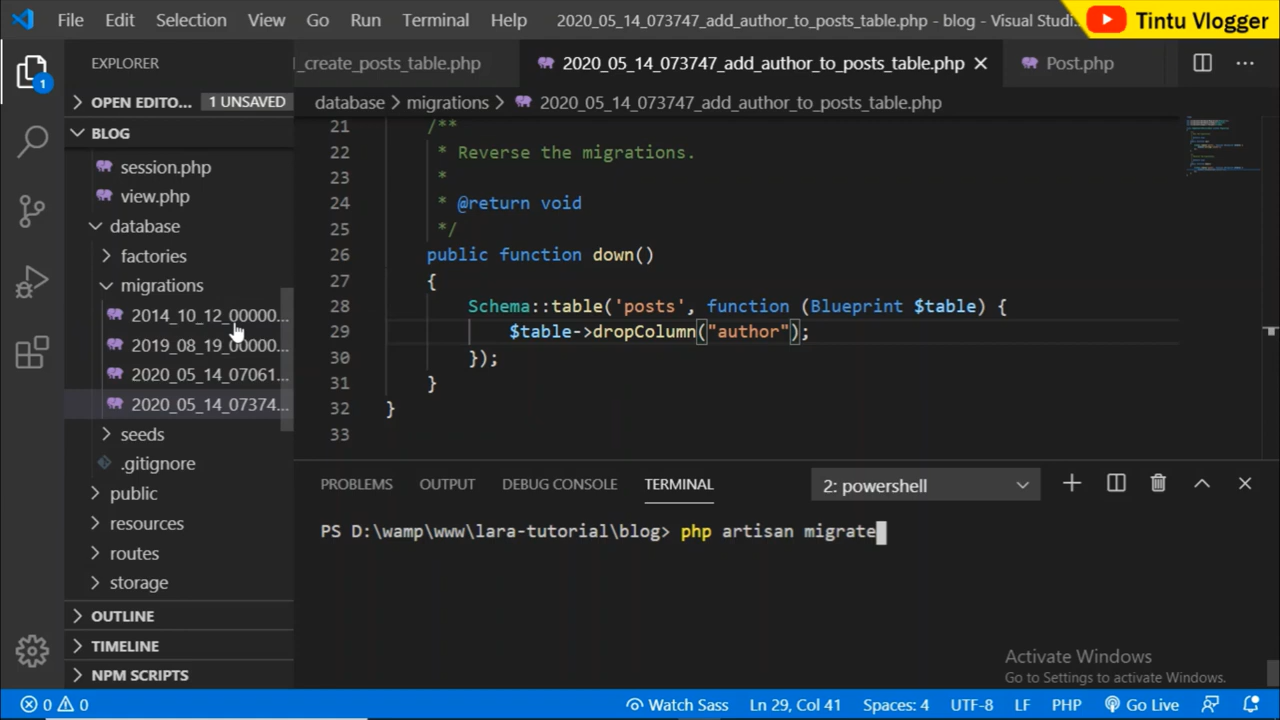 File Edit Selection View Go Run Terminal Help 2020_05_14_073747_add_author_to_posts_table.php - blog - Visual Studi
Tintu Vlogger
EXPLORER
_create_posts_table.php 2020_05_14_073747_add_author_to_posts_table.php Post.php
1
OPEN EDITO... 1 UNSAVED
database > migrations > 2020_05_14_073747_add_author_to_posts_table.php
BLOG
session.php
view.php
database
factories
migrations
2014_10_12_00000...
2019_08_19_00000...
2020_05_14_07061...
2020_05_14_07374...
seeds
.gitignore
public
resources
routes
storage
OUTLINE
TIMELINE
NPM SCRIPTS
21 /**
22 * Reverse the migrations.
23 *
24 * @return void
25 */
26 public function down()
27 {
28 Schema::table('posts', function (Blueprint $table) {
29 $table->dropColumn("author");
30 });
31 }
32 }
33
PROBLEMS OUTPUT DEBUG CONSOLE TERMINAL 2: powershell
PS D:\wamp\www\lara-tutorial\blog> php artisan migrate
Activate Windows
Go to Settings to activate Windows.
0 0 Watch Sass Ln 29, Col 41 Spaces: 4 UTF-8 LF PHP Go Live